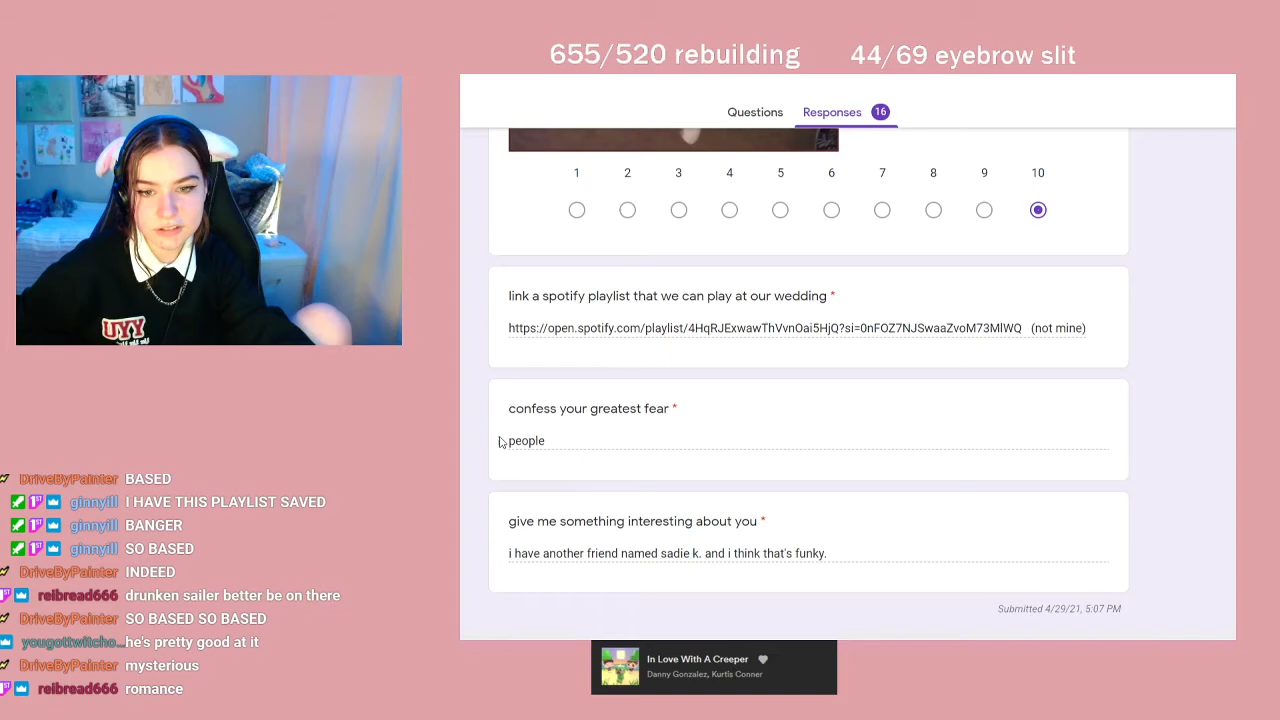 655/520 rebuilding
44/69 eyebrow slit
Questions
Responses
16
1 2 3 4 5 6 7 8 9 10
link a spotify playlist that we can play at our wedding *
https://open.spotify.com/playlist/4HqRJExwawThVvnOai5HjQ?si=0nFOZ7NJSwaaZvoM73MlWQ (not mine)
confess your greatest fear *
people
give me something interesting about you *
i have another friend named sadie k. and i think that's funky.
Submitted 4/29/21, 5:07 PM
UYY
DriveByPainter BASED
1ST ginnyill I HAVE THIS PLAYLIST SAVED
1ST ginnyill BANGER
1ST ginnyill SO BASED
DriveByPainter INDEED
reibread666 drunken sailer better be on there
DriveByPainter SO BASED SO BASED
yougottwitcho... he's pretty good at it
DriveByPainter mysterious
reibread666 romance
In Love With A Creeper
Danny Gonzalez, Kurtis Conner